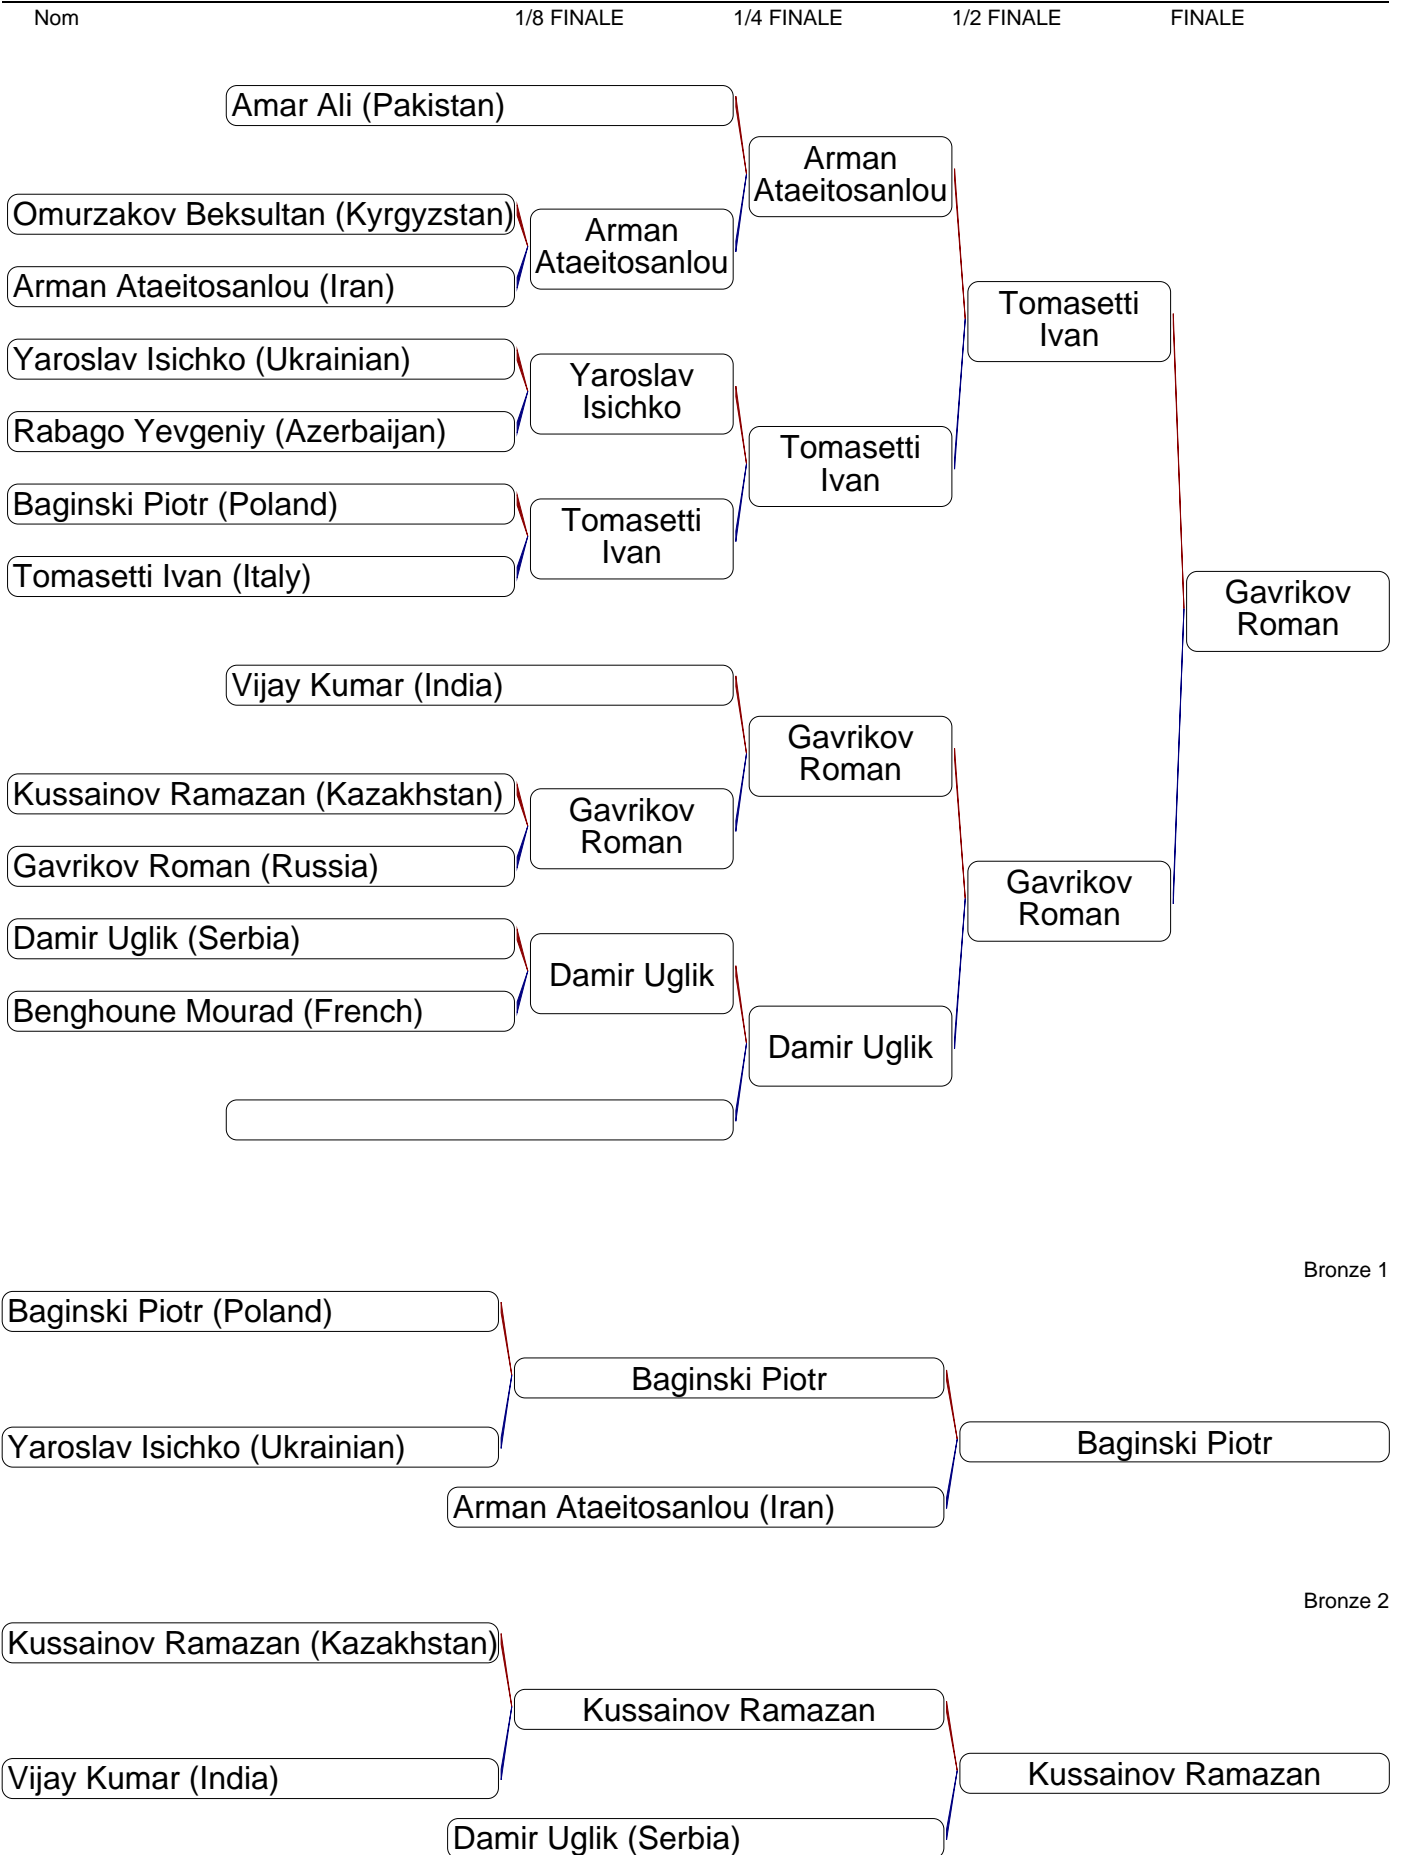 Nom 1/8 FINALE 1/4 FINALE 1/2 FINALE FINALE
Amar Ali (Pakistan)
Arman
Ataeitosanlou
Omurzakov Beksultan (Kyrgyzstan)
Arman
Ataeitosanlou
Arman Ataeitosanlou (Iran)
Tomasetti
Ivan
Yaroslav Isichko (Ukrainian)
Yaroslav
Isichko
Rabago Yevgeniy (Azerbaijan)
Tomasetti
Ivan
Baginski Piotr (Poland)
Tomasetti
Ivan
Tomasetti Ivan (Italy)
Gavrikov
Roman
Vijay Kumar (India)
Gavrikov
Roman
Kussainov Ramazan (Kazakhstan)
Gavrikov
Roman
Gavrikov Roman (Russia)
Gavrikov
Roman
Damir Uglik (Serbia)
Damir Uglik
Benghoune Mourad (French)
Damir Uglik
Bronze 1
Baginski Piotr (Poland)
Baginski Piotr
Yaroslav Isichko (Ukrainian)
Baginski Piotr
Arman Ataeitosanlou (Iran)
Bronze 2
Kussainov Ramazan (Kazakhstan)
Kussainov Ramazan
Vijay Kumar (India)
Kussainov Ramazan
Damir Uglik (Serbia)